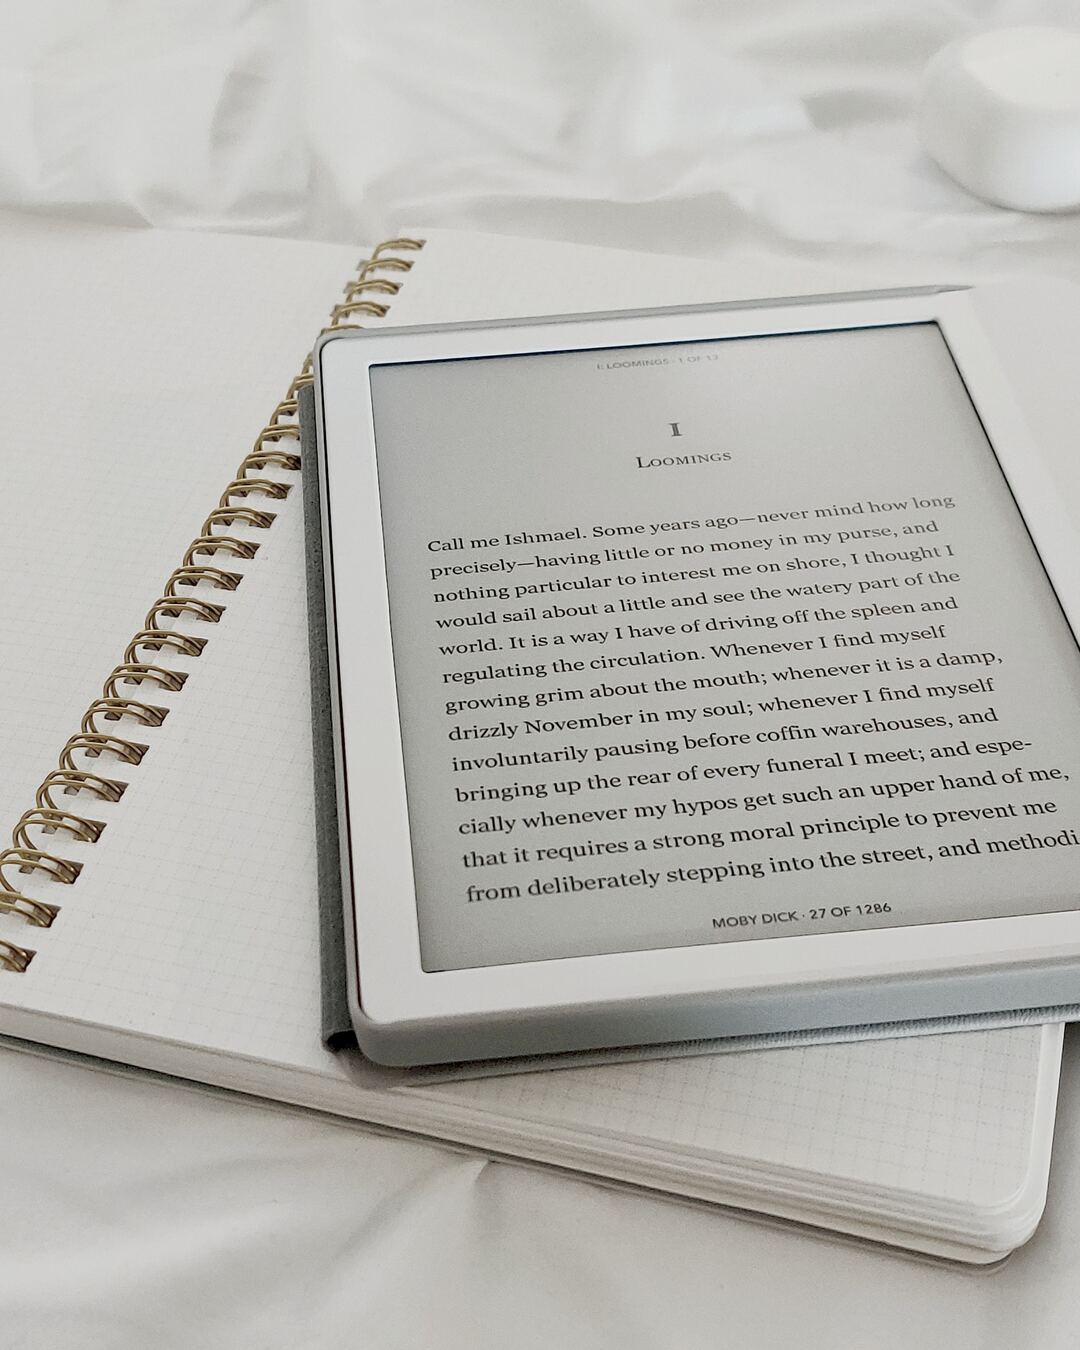 I: LOOMINGS · 1 OF 13
I
LOOMINGS
Call me Ishmael. Some years ago—never mind how long
precisely—having little or no money in my purse, and
nothing particular to interest me on shore, I thought I
would sail about a little and see the watery part of the
world. It is a way I have of driving off the spleen and
regulating the circulation. Whenever I find myself
growing grim about the mouth; whenever it is a damp,
drizzly November in my soul; whenever I find myself
involuntarily pausing before coffin warehouses, and
bringing up the rear of every funeral I meet; and espe-
cially whenever my hypos get such an upper hand of me,
that it requires a strong moral principle to prevent me
from deliberately stepping into the street, and methodi
MOBY DICK · 27 OF 1286